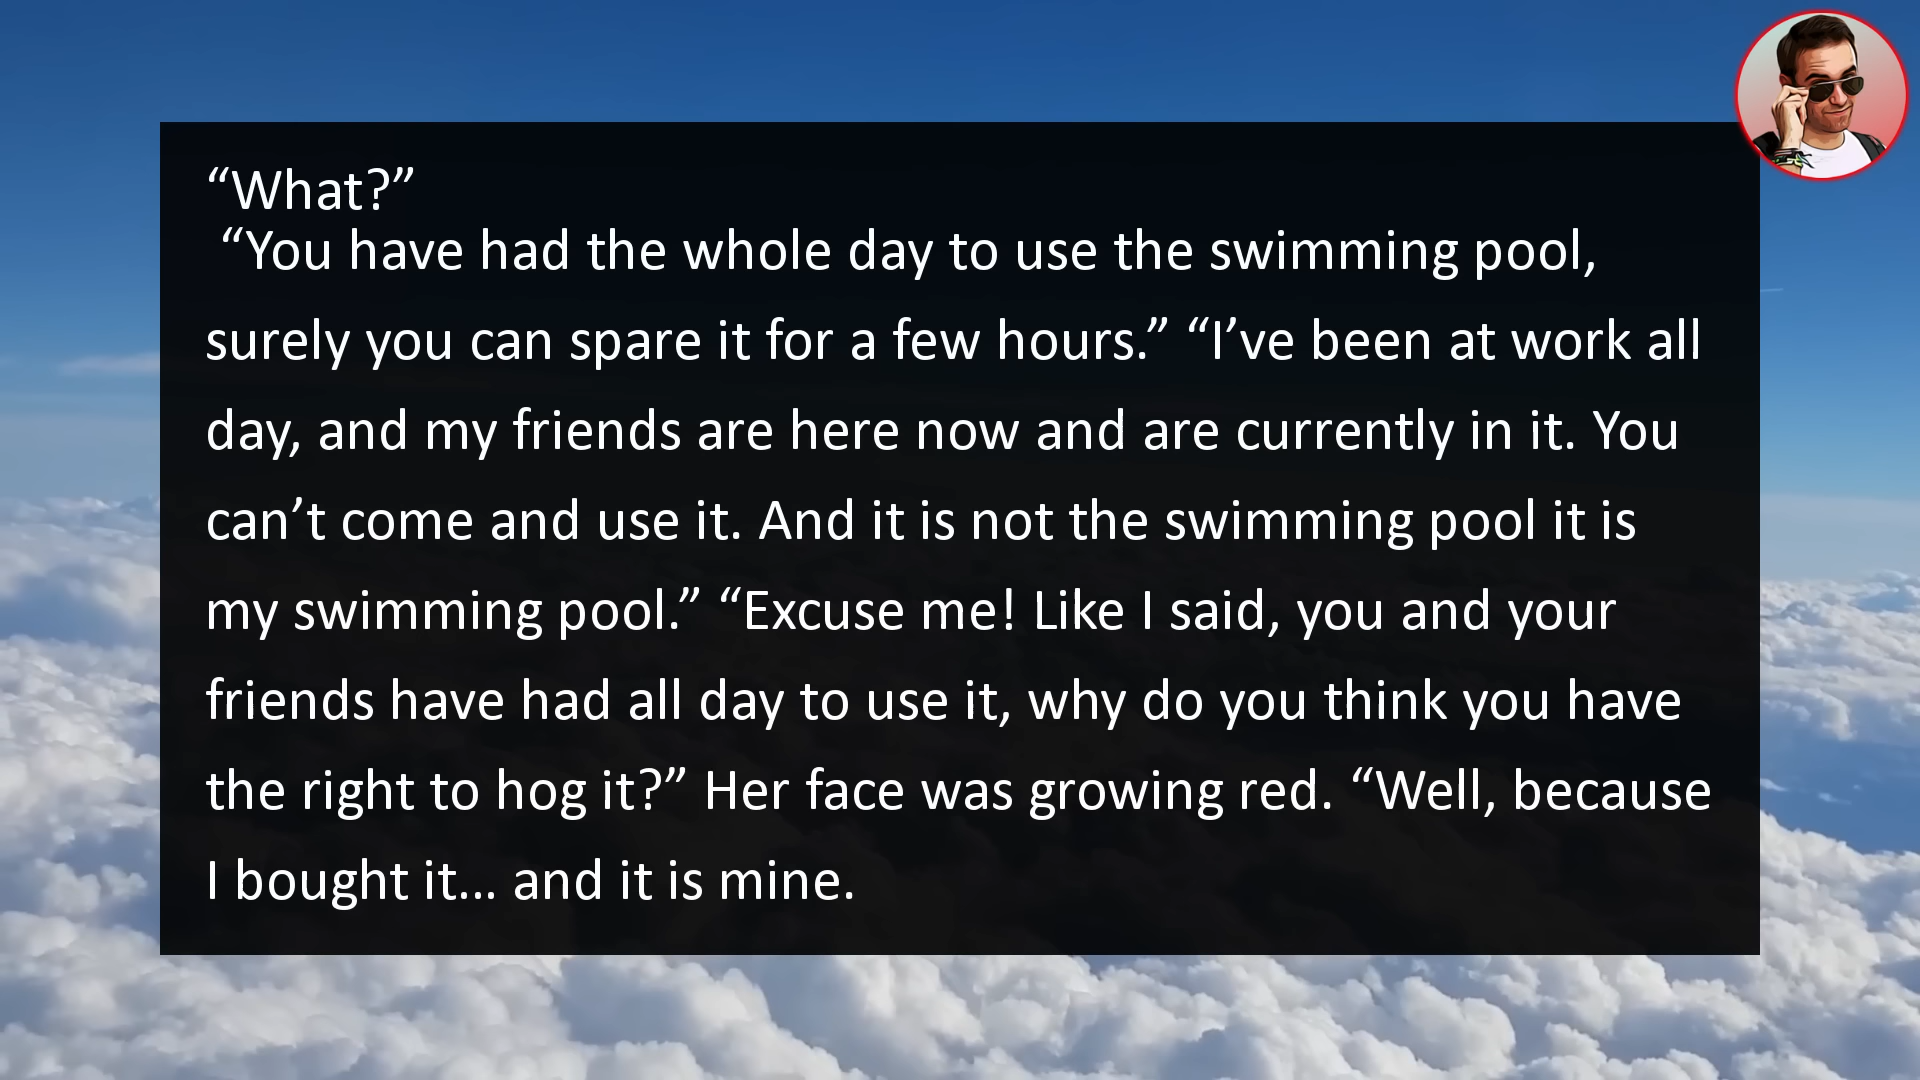 “What?”
“You have had the whole day to use the swimming pool,
surely you can spare it for a few hours.” “I’ve been at work all
day, and my friends are here now and are currently in it. You
can’t come and use it. And it is not the swimming pool it is
my swimming pool.” “Excuse me! Like I said, you and your
friends have had all day to use it, why do you think you have
the right to hog it?” Her face was growing red. “Well, because
I bought it… and it is mine.